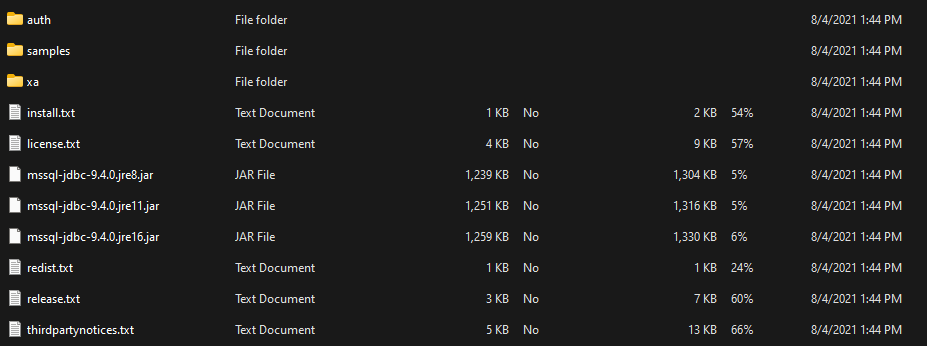 auth File folder 8/4/2021 1:44 PM
samples File folder 8/4/2021 1:44 PM
xa File folder 8/4/2021 1:44 PM
install.txt Text Document 1 KB No 2 KB 54% 8/4/2021 1:44 PM
license.txt Text Document 4 KB No 9 KB 57% 8/4/2021 1:44 PM
mssql-jdbc-9.4.0.jre8.jar JAR File 1,239 KB No 1,304 KB 5% 8/4/2021 1:44 PM
mssql-jdbc-9.4.0.jre11.jar JAR File 1,251 KB No 1,316 KB 5% 8/4/2021 1:44 PM
mssql-jdbc-9.4.0.jre16.jar JAR File 1,259 KB No 1,330 KB 6% 8/4/2021 1:44 PM
redist.txt Text Document 1 KB No 1 KB 24% 8/4/2021 1:44 PM
release.txt Text Document 3 KB No 7 KB 60% 8/4/2021 1:44 PM
thirdpartynotices.txt Text Document 5 KB No 13 KB 66% 8/4/2021 1:44 PM